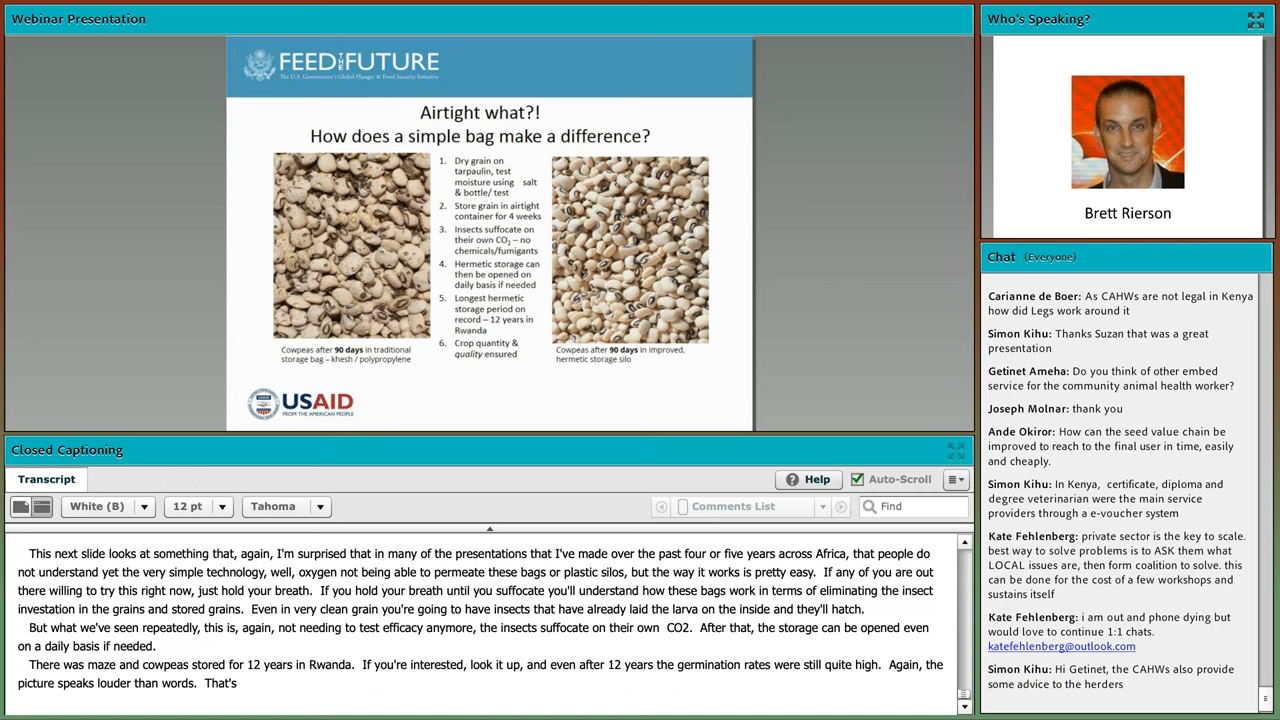 Webinar Presentation
FEED THE FUTURE
The U.S. Government's Global Hunger & Food Security Initiative
Airtight what?!
How does a simple bag make a difference?
1. Dry grain on
tarpaulin, test
moisture using salt
& bottle/ test
2. Store grain in airtight
container for 4 weeks
3. Insects suffocate on
their own CO2 – no
chemicals/fumigants
4. Hermetic storage can
then be opened on
daily basis if needed
5. Longest hermetic
storage period on
record – 12 years in
Rwanda
6. Crop quantity &
quality ensured
Cowpeas after 90 days in traditional
storage bag – khesh / polypropylene
Cowpeas after 90 days in improved,
hermetic storage silo
USAID
FROM THE AMERICAN PEOPLE
Who's Speaking?
Brett Rierson
Chat (Everyone)
Carianne de Boer: As CAHWs are not legal in Kenya
how did Legs work around it
Simon Kihu: Thanks Suzan that was a great
presentation
Getinet Ameha: Do you think of other embed
service for the community animal health worker?
Joseph Molnar: thank you
Ande Okiror: How can the seed value chain be
improved to reach to the final user in time, easily
and cheaply.
Simon Kihu: In Kenya, certificate, diploma and
degree veterinarian were the main service
providers through a e-voucher system
Kate Fehlenberg: private sector is the key to scale.
best way to solve problems is to ASK them what
LOCAL issues are, then form coalition to solve. this
can be done for the cost of a few workshops and
sustains itself
Kate Fehlenberg: i am out and phone dying but
would love to continue 1:1 chats.
katefehlenberg@outlook.com
Simon Kihu: Hi Getinet, the CAHWs also provide
some advice to the herders
Closed Captioning
Transcript
Help
Auto-Scroll
White (B)
12 pt
Tahoma
Comments List
Find
This next slide looks at something that, again, I'm surprised that in many of the presentations that I've made over the past four or five years across Africa, that people do
not understand yet the very simple technology, well, oxygen not being able to permeate these bags or plastic silos, but the way it works is pretty easy. If any of you are out
there willing to try this right now, just hold your breath. If you hold your breath until you suffocate you'll understand how these bags work in terms of eliminating the insect
investation in the grains and stored grains. Even in very clean grain you're going to have insects that have already laid the larva on the inside and they'll hatch.
But what we've seen repeatedly, this is, again, not needing to test efficacy anymore, the insects suffocate on their own CO2. After that, the storage can be opened even
on a daily basis if needed.
There was maze and cowpeas stored for 12 years in Rwanda. If you're interested, look it up, and even after 12 years the germination rates were still quite high. Again, the
picture speaks louder than words. That's